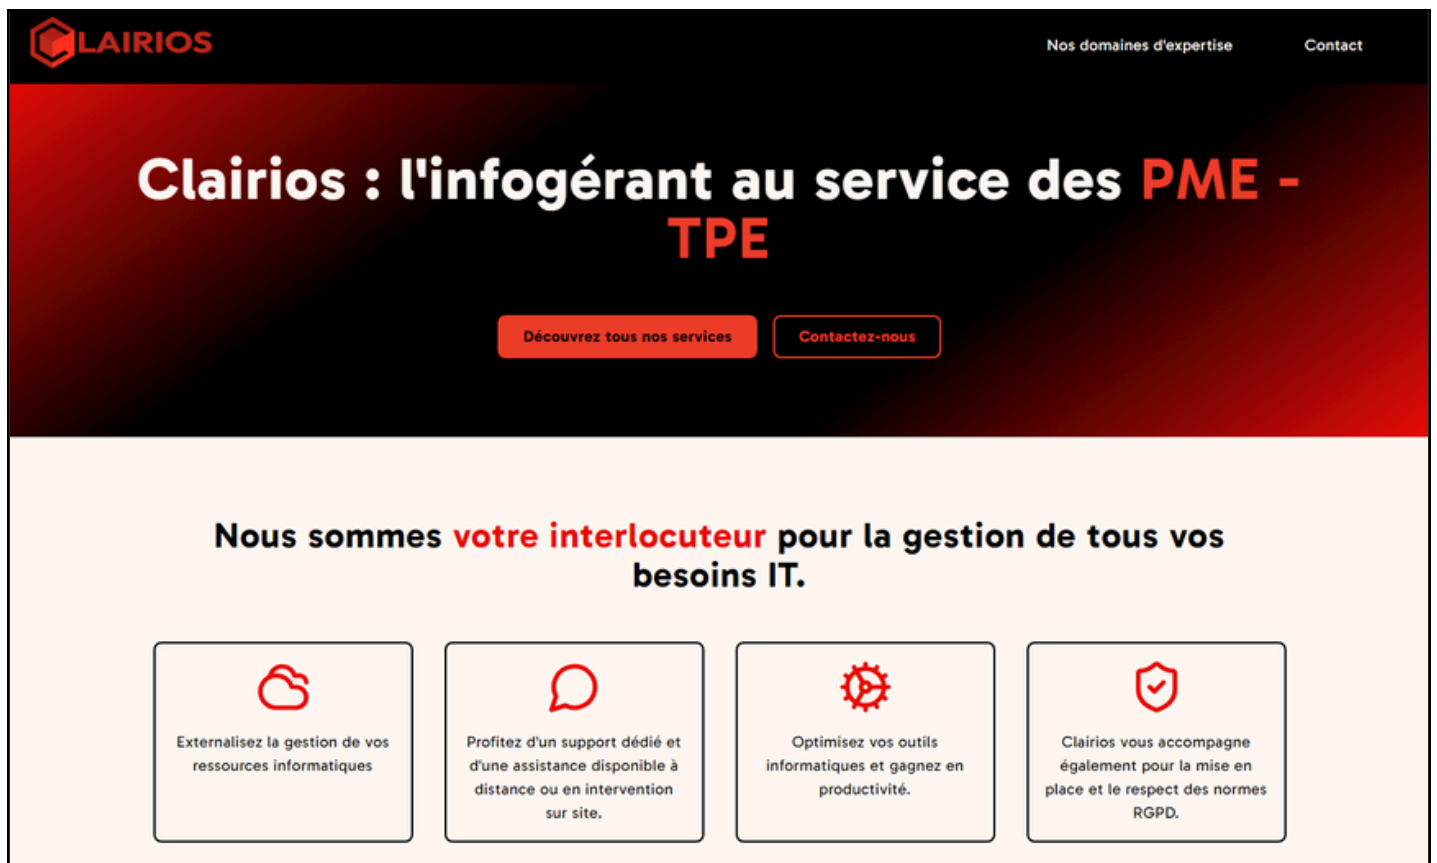 CLAIRIOS
Nos domaines d'expertise
Contact
Clairios : l'infogérant au service des PME -
TPE
Découvrez tous nos services
Contactez-nous
Nous sommes votre interlocuteur pour la gestion de tous vos
besoins IT.
Externalisez la gestion de vos
ressources informatiques
Profitez d'un support dédié et
d'une assistance disponible à
distance ou en intervention
sur site.
Optimisez vos outils
informatiques et gagnez en
productivité.
Clairios vous accompagne
également pour la mise en
place et le respect des normes
RGPD.